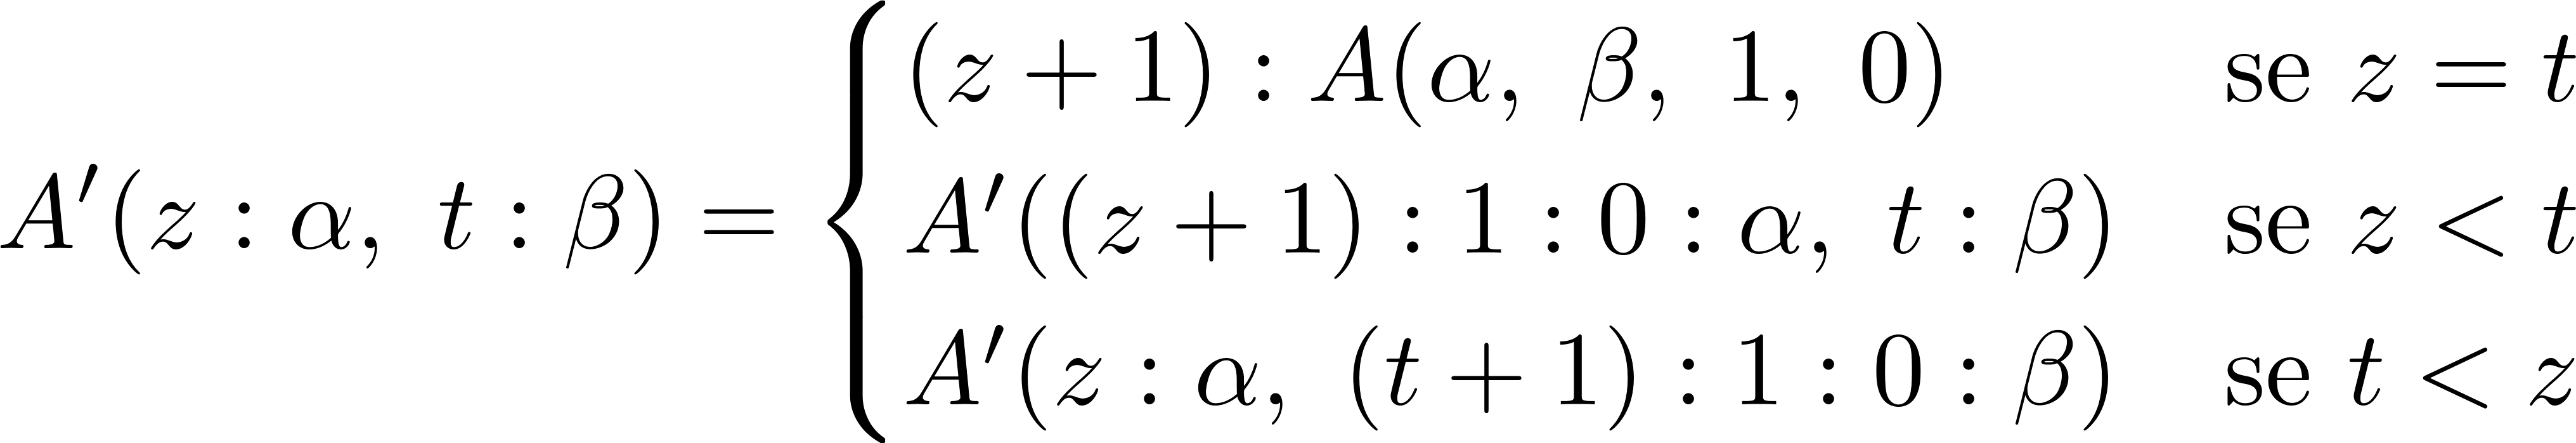 (z + 1) : A(α, β, 1, 0) se z = t
A′(z : α, t : β) = { A′((z + 1) : 1 : 0 : α, t : β) se z < t
A′(z : α, (t + 1) : 1 : 0 : β) se t < z